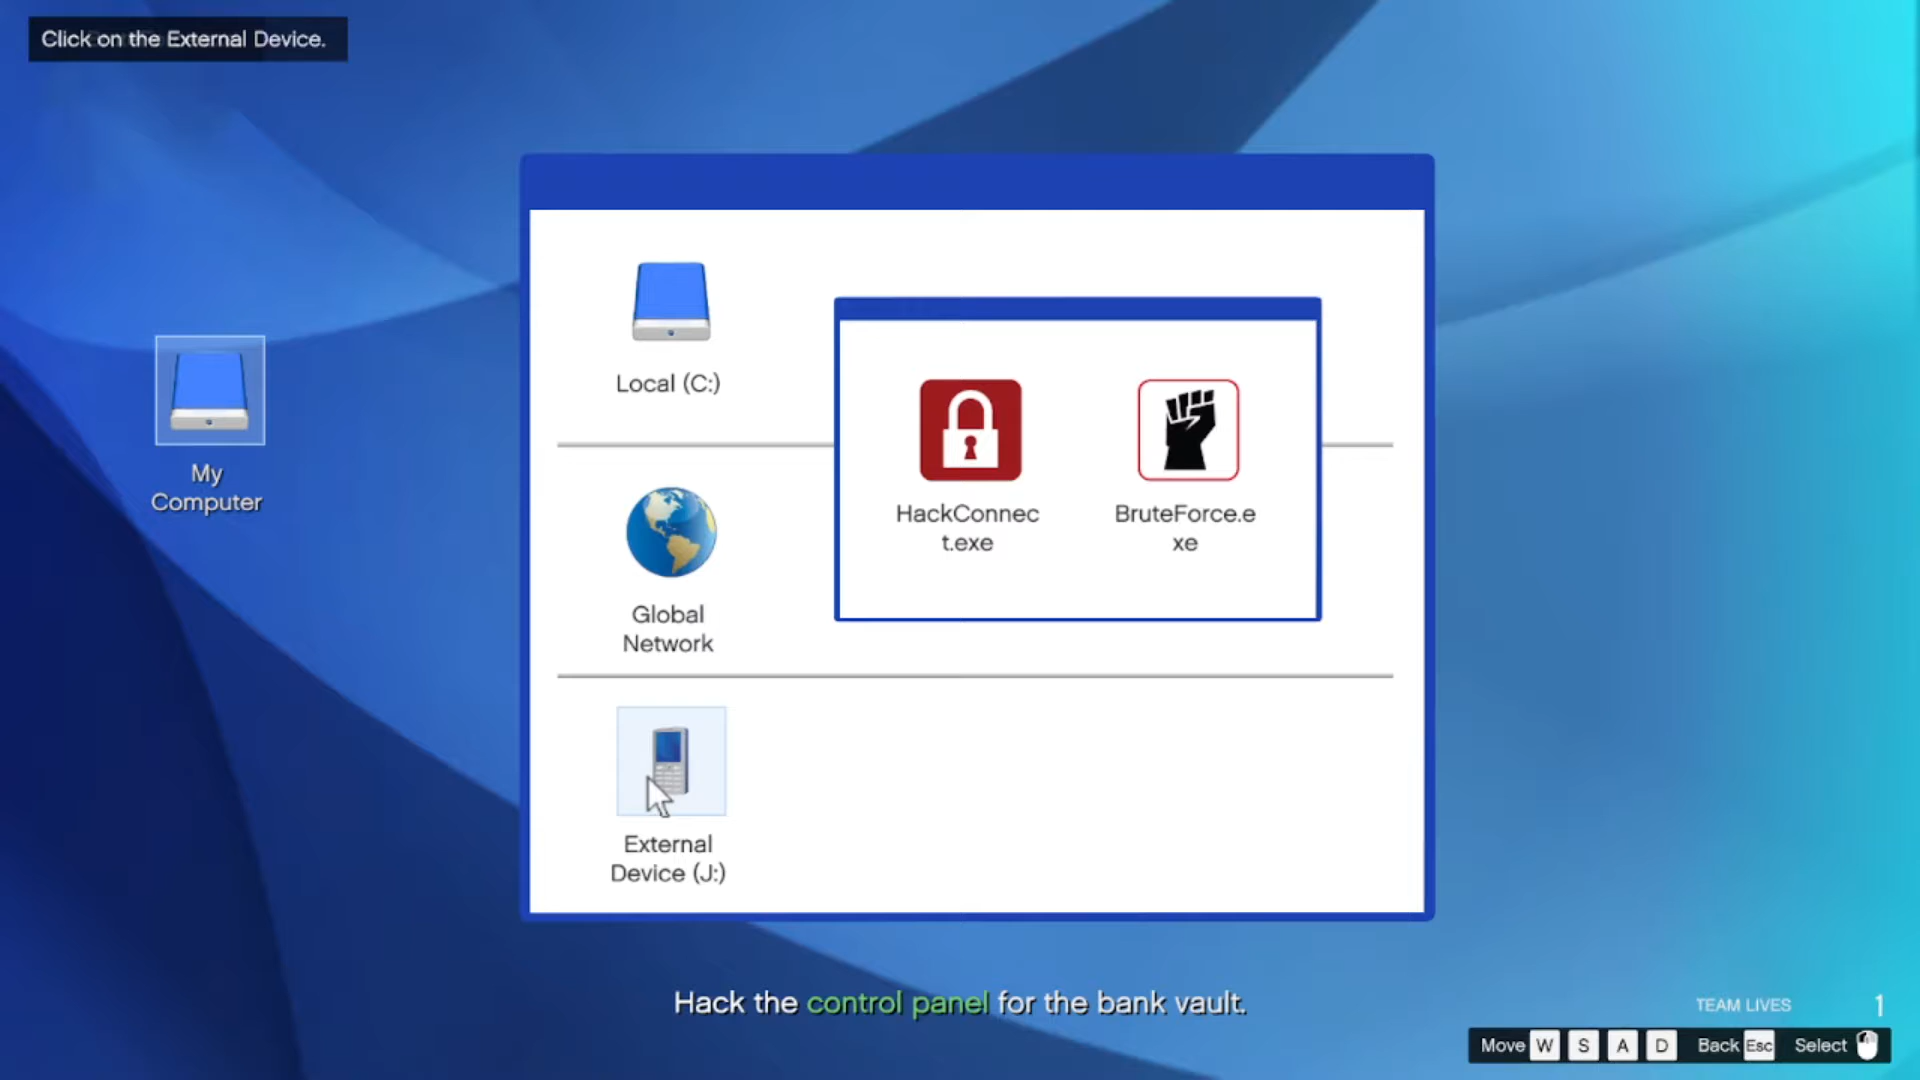 Click on the External Device.
Local (C:)
HackConnec
t.exe
BruteForce.e
xe
My
Computer
Global
Network
External
Device (J:)
Hack the control panel for the bank vault.
TEAM LIVES 1
Move W S A D Back Esc Select